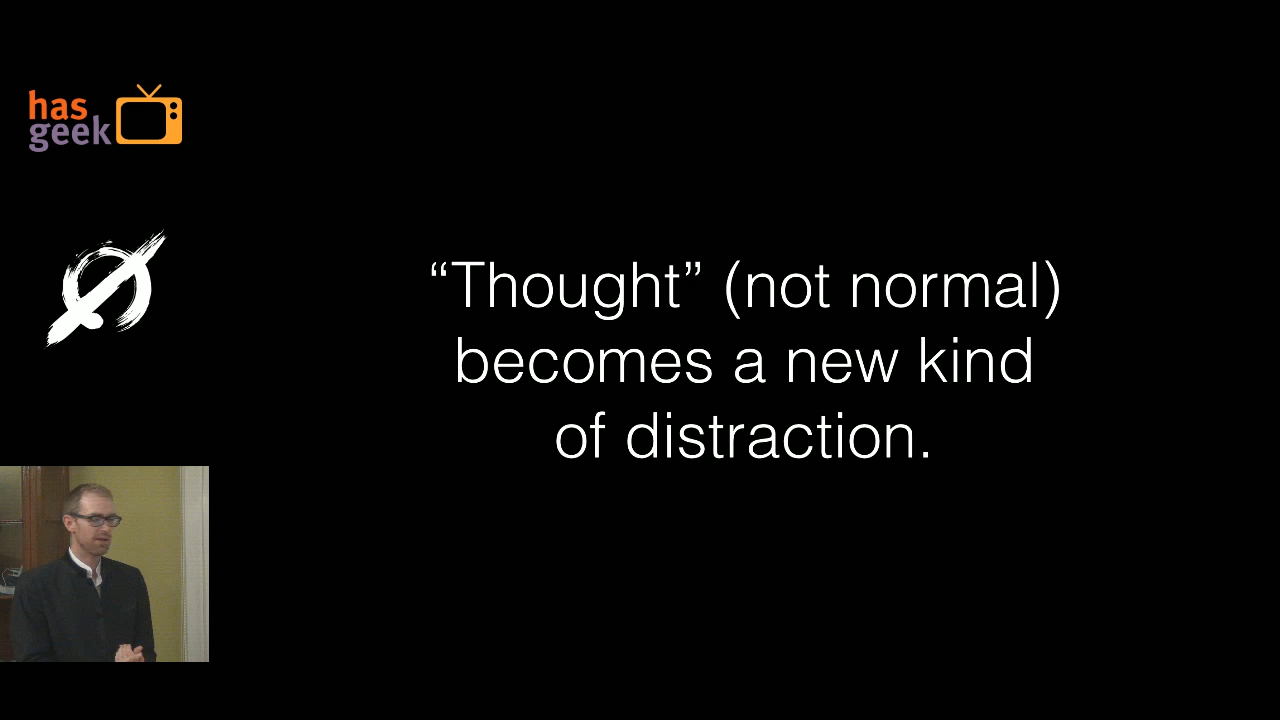 has
geek
“Thought” (not normal)
becomes a new kind
of distraction.